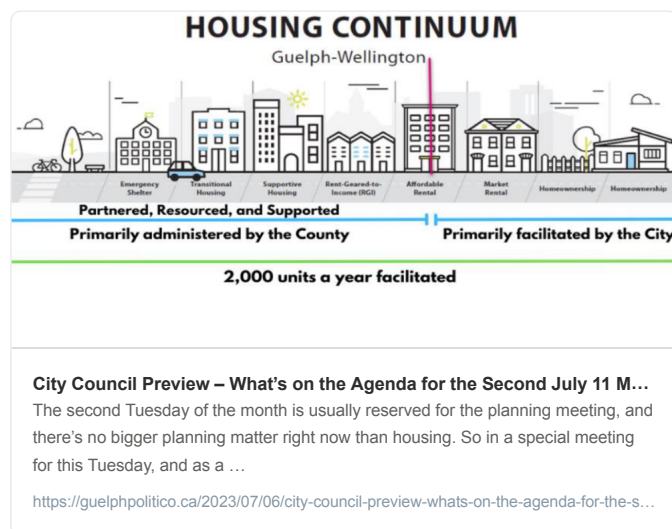 HOUSING CONTINUUM
Guelph-Wellington
Emergency Shelter
Transitional Housing
Supportive Housing
Rent-Geared-to-Income (RGI)
Affordable Rental
Market Rental
Homeownership
Homeownership
Partnered, Resourced, and Supported
Primarily administered by the County
Primarily facilitated by the City
2,000 units a year facilitated
City Council Preview – What's on the Agenda for the Second July 11 M…
The second Tuesday of the month is usually reserved for the planning meeting, and
there's no bigger planning matter right now than housing. So in a special meeting
for this Tuesday, and as a …
https://guelphpolitico.ca/2023/07/06/city-council-preview-whats-on-the-agenda-for-the-s…